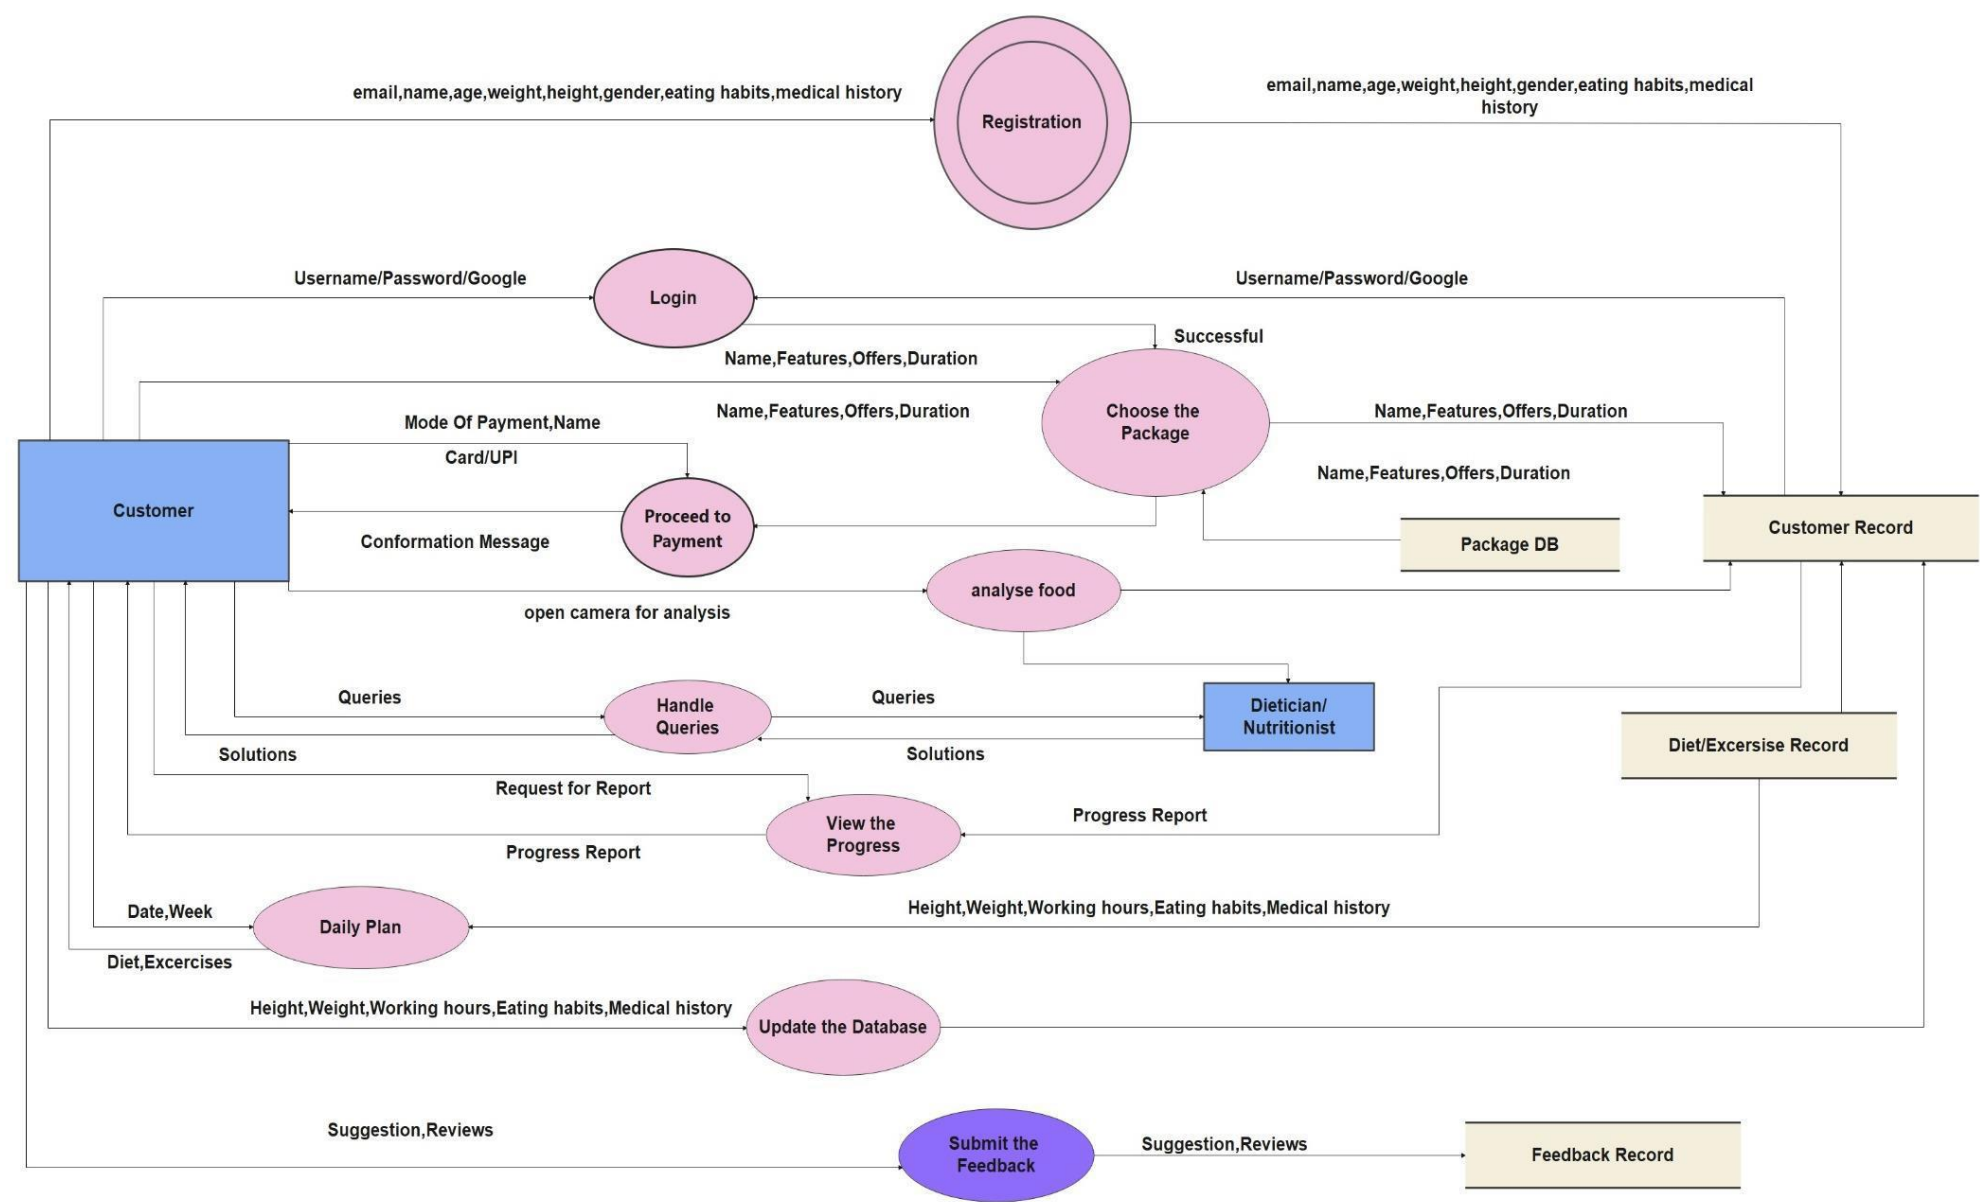 email,name,age,weight,height,gender,eating habits,medical history
email,name,age,weight,height,gender,eating habits,medical
history
Registration
Username/Password/Google
Login
Username/Password/Google
Successful
Name,Features,Offers,Duration
Name,Features,Offers,Duration
Choose the
Package
Name,Features,Offers,Duration
Mode Of Payment,Name
Card/UPI
Name,Features,Offers,Duration
Customer
Proceed to
Payment
Conformation Message
Package DB
Customer Record
analyse food
open camera for analysis
Queries
Handle
Queries
Queries
Dietician/
Nutritionist
Solutions
Solutions
Diet/Excersise Record
Request for Report
View the
Progress
Progress Report
Progress Report
Date,Week
Daily Plan
Height,Weight,Working hours,Eating habits,Medical history
Diet,Excercises
Height,Weight,Working hours,Eating habits,Medical history
Update the Database
Suggestion,Reviews
Submit the
Feedback
Suggestion,Reviews
Feedback Record